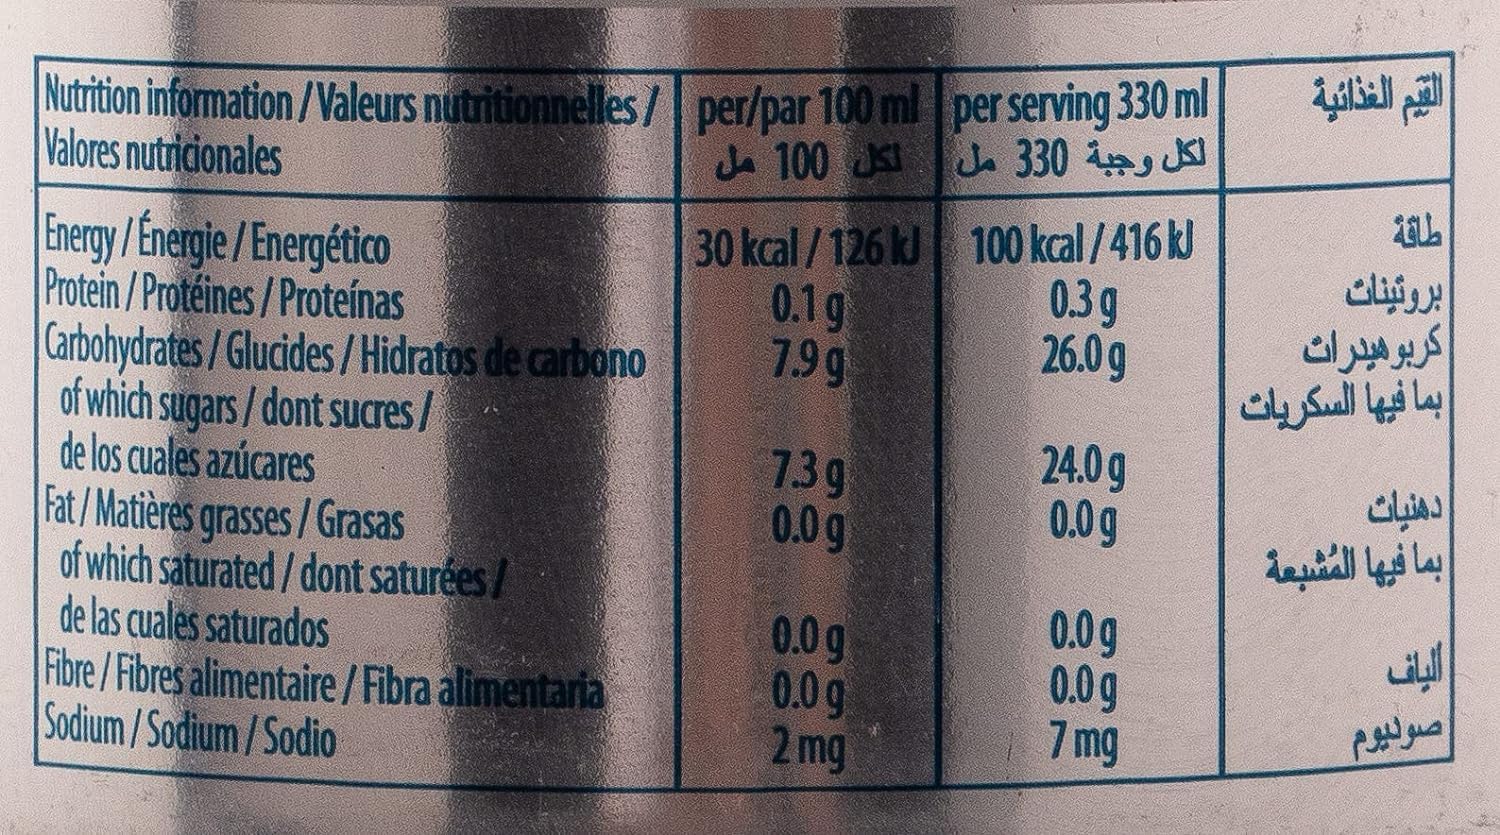 Nutrition information / Valeurs nutritionnelles / per/par 100 ml per serving 330 ml القيم الغذائية
Valores nutricionales لكل 100 مل لكل وجبة 330 مل
Energy / Énergie / Energético 30 kcal / 126 kJ 100 kcal / 416 kJ طاقة
Protein / Protéines / Proteínas 0.1 g 0.3 g بروتينات
Carbohydrates / Glucides / Hidratos de carbono 7.9 g 26.0 g كربوهيدرات
of which sugars / dont sucres / بما فيها السكريات
de los cuales azúcares 7.3 g 24.0 g
Fat / Matières grasses / Grasas 0.0 g 0.0 g دهنيات
of which saturated / dont saturées / بما فيها المُشبعة
de las cuales saturados 0.0 g 0.0 g
Fibre / Fibres alimentaire / Fibra alimentaria 0.0 g 0.0 g ألياف
Sodium / Sodium / Sodio 2 mg 7 mg صوديوم